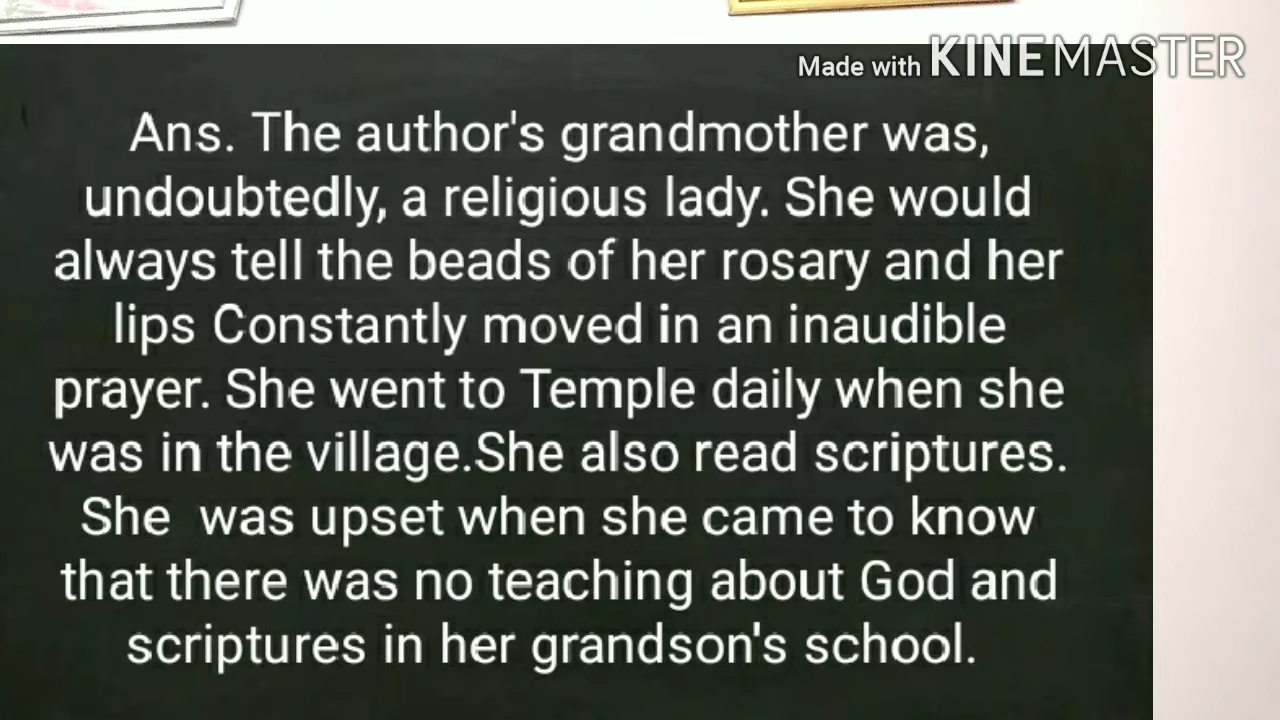 Made with KINEMASTER
Ans. The author's grandmother was,
undoubtedly, a religious lady. She would
always tell the beads of her rosary and her
lips Constantly moved in an inaudible
prayer. She went to Temple daily when she
was in the village.She also read scriptures.
She  was upset when she came to know
that there was no teaching about God and
scriptures in her grandson's school.